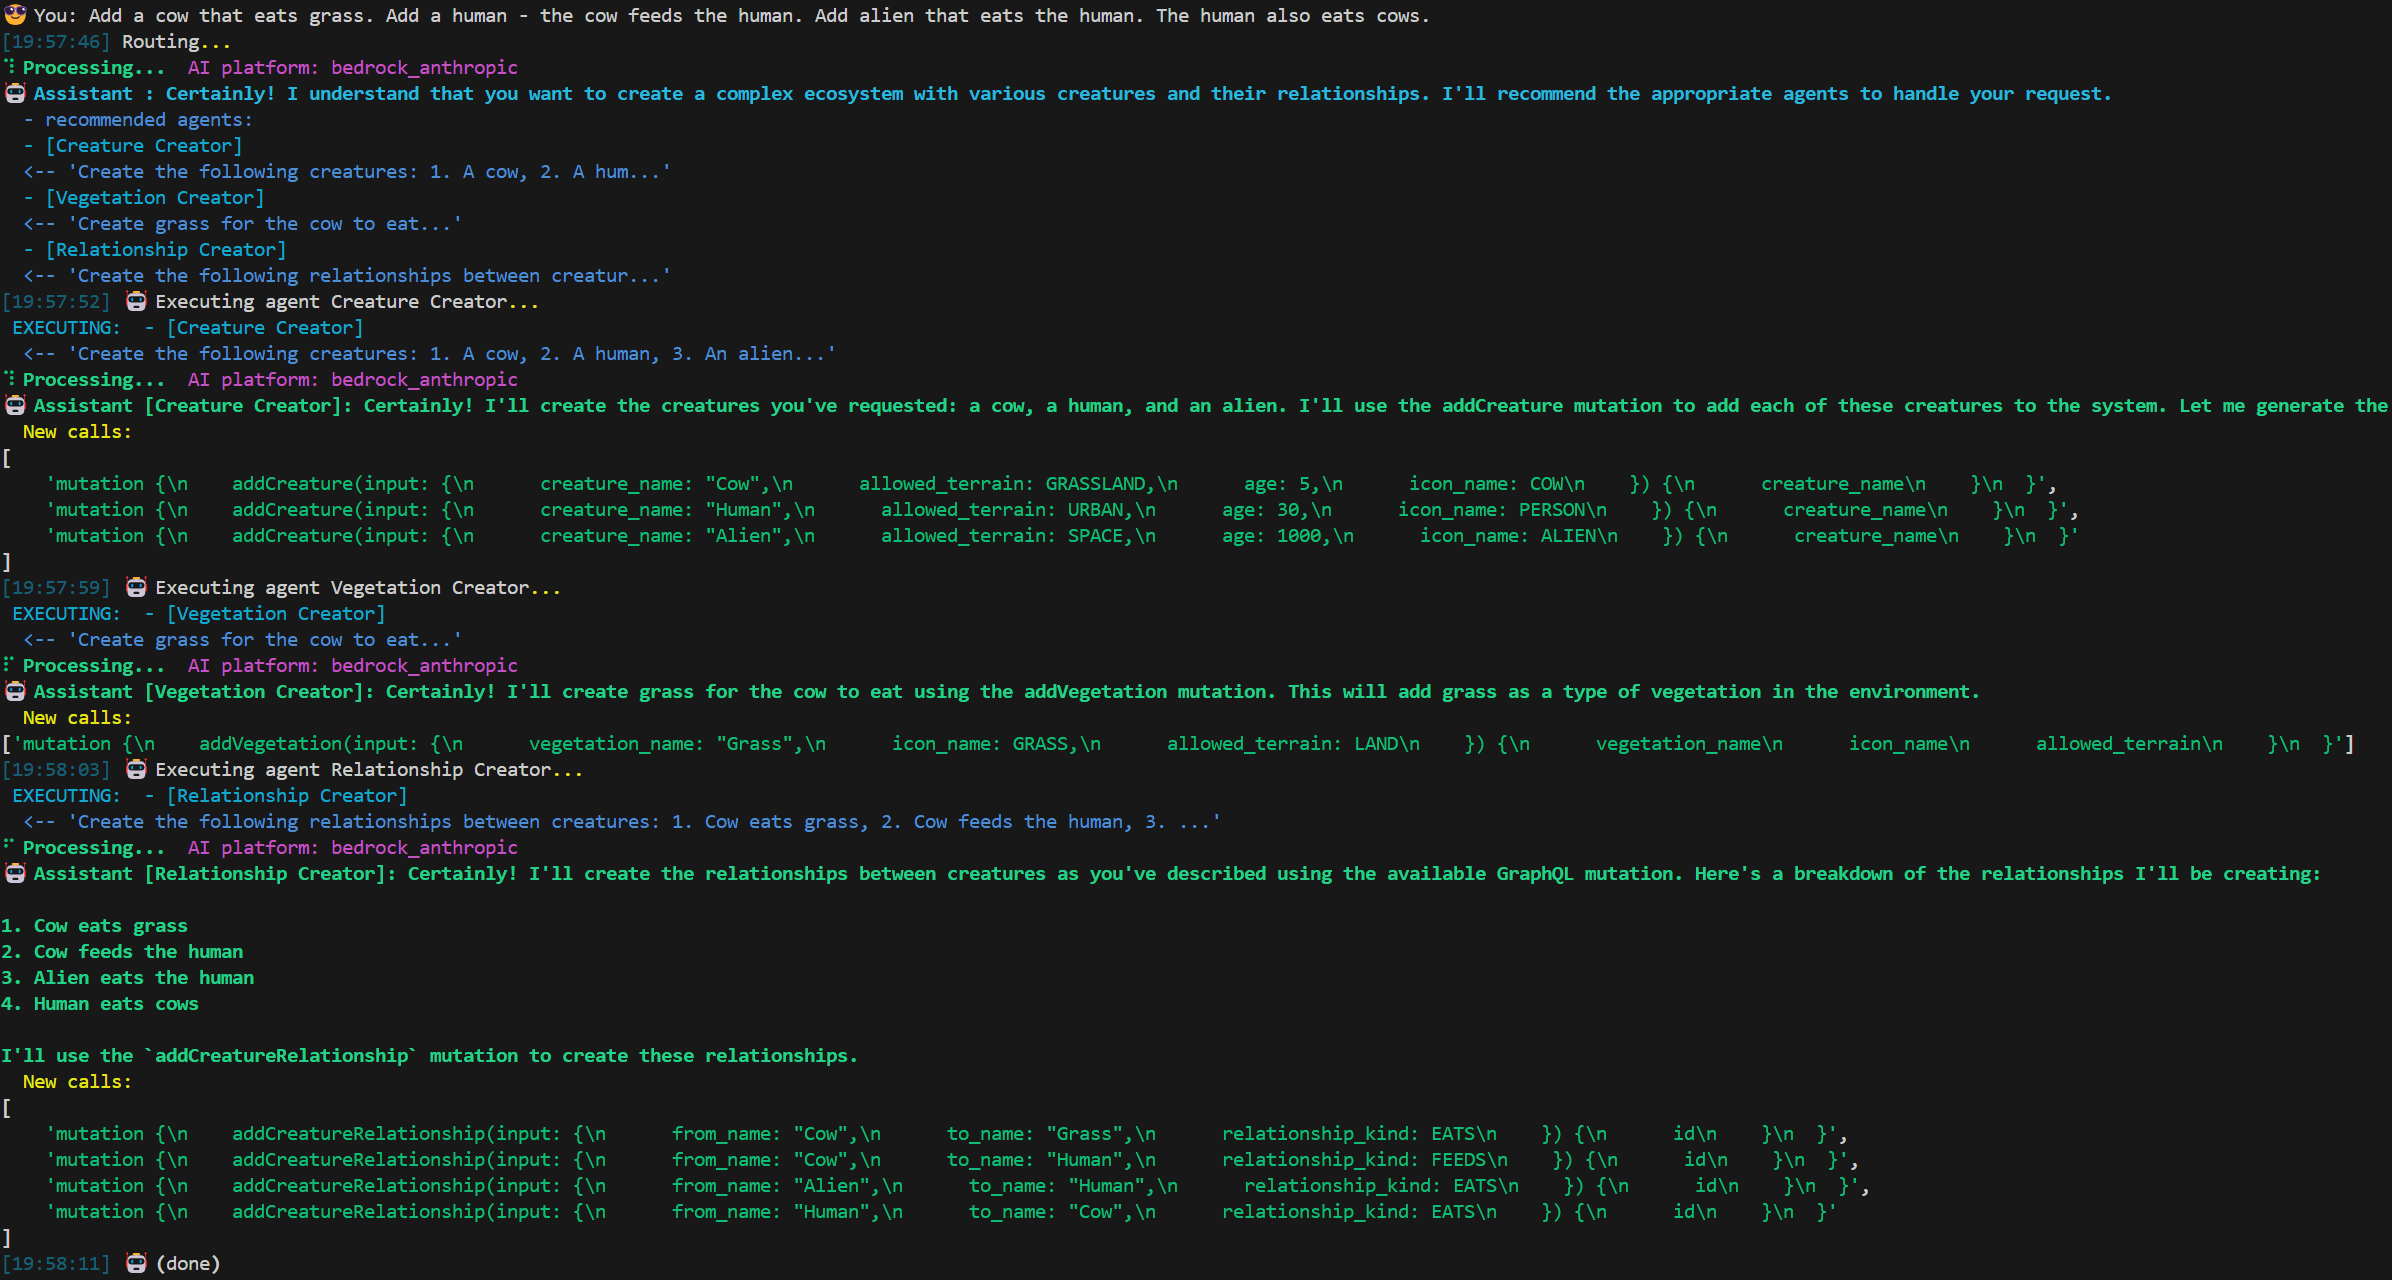 You: Add a cow that eats grass. Add a human - the cow feeds the human. Add alien that eats the human. The human also eats cows.
[19:57:46] Routing...
Processing...  AI platform: bedrock_anthropic
Assistant : Certainly! I understand that you want to create a complex ecosystem with various creatures and their relationships. I'll recommend the appropriate agents to handle your request.
- recommended agents:
- [Creature Creator]
<-- 'Create the following creatures: 1. A cow, 2. A hum...'
- [Vegetation Creator]
<-- 'Create grass for the cow to eat...'
- [Relationship Creator]
<-- 'Create the following relationships between creatur...'
[19:57:52] Executing agent Creature Creator...
EXECUTING:  - [Creature Creator]
<-- 'Create the following creatures: 1. A cow, 2. A human, 3. An alien...'
Processing...  AI platform: bedrock_anthropic
Assistant [Creature Creator]: Certainly! I'll create the creatures you've requested: a cow, a human, and an alien. I'll use the addCreature mutation to add each of these creatures to the system. Let me generate the
New calls:
[
'mutation {\n    addCreature(input: {\n      creature_name: "Cow",\n      allowed_terrain: GRASSLAND,\n      age: 5,\n      icon_name: COW\n    }) {\n      creature_name\n    }\n  }',
'mutation {\n    addCreature(input: {\n      creature_name: "Human",\n      allowed_terrain: URBAN,\n      age: 30,\n      icon_name: PERSON\n    }) {\n      creature_name\n    }\n  }',
'mutation {\n    addCreature(input: {\n      creature_name: "Alien",\n      allowed_terrain: SPACE,\n      age: 1000,\n      icon_name: ALIEN\n    }) {\n      creature_name\n    }\n  }'
]
[19:57:59] Executing agent Vegetation Creator...
EXECUTING:  - [Vegetation Creator]
<-- 'Create grass for the cow to eat...'
Processing...  AI platform: bedrock_anthropic
Assistant [Vegetation Creator]: Certainly! I'll create grass for the cow to eat using the addVegetation mutation. This will add grass as a type of vegetation in the environment.
New calls:
['mutation {\n    addVegetation(input: {\n      vegetation_name: "Grass",\n      icon_name: GRASS,\n      allowed_terrain: LAND\n    }) {\n      vegetation_name\n      icon_name\n      allowed_terrain\n    }\n  }']
[19:58:03] Executing agent Relationship Creator...
EXECUTING:  - [Relationship Creator]
<-- 'Create the following relationships between creatures: 1. Cow eats grass, 2. Cow feeds the human, 3. ...'
Processing...  AI platform: bedrock_anthropic
Assistant [Relationship Creator]: Certainly! I'll create the relationships between creatures as you've described using the available GraphQL mutation. Here's a breakdown of the relationships I'll be creating:
1. Cow eats grass
2. Cow feeds the human
3. Alien eats the human
4. Human eats cows
I'll use the `addCreatureRelationship` mutation to create these relationships.
New calls:
[
'mutation {\n    addCreatureRelationship(input: {\n      from_name: "Cow",\n      to_name: "Grass",\n      relationship_kind: EATS\n    }) {\n      id\n    }\n  }',
'mutation {\n    addCreatureRelationship(input: {\n      from_name: "Cow",\n      to_name: "Human",\n      relationship_kind: FEEDS\n    }) {\n      id\n    }\n  }',
'mutation {\n    addCreatureRelationship(input: {\n      from_name: "Alien",\n      to_name: "Human",\n      relationship_kind: EATS\n    }) {\n      id\n    }\n  }',
'mutation {\n    addCreatureRelationship(input: {\n      from_name: "Human",\n      to_name: "Cow",\n      relationship_kind: EATS\n    }) {\n      id\n    }\n  }'
]
[19:58:11] (done)